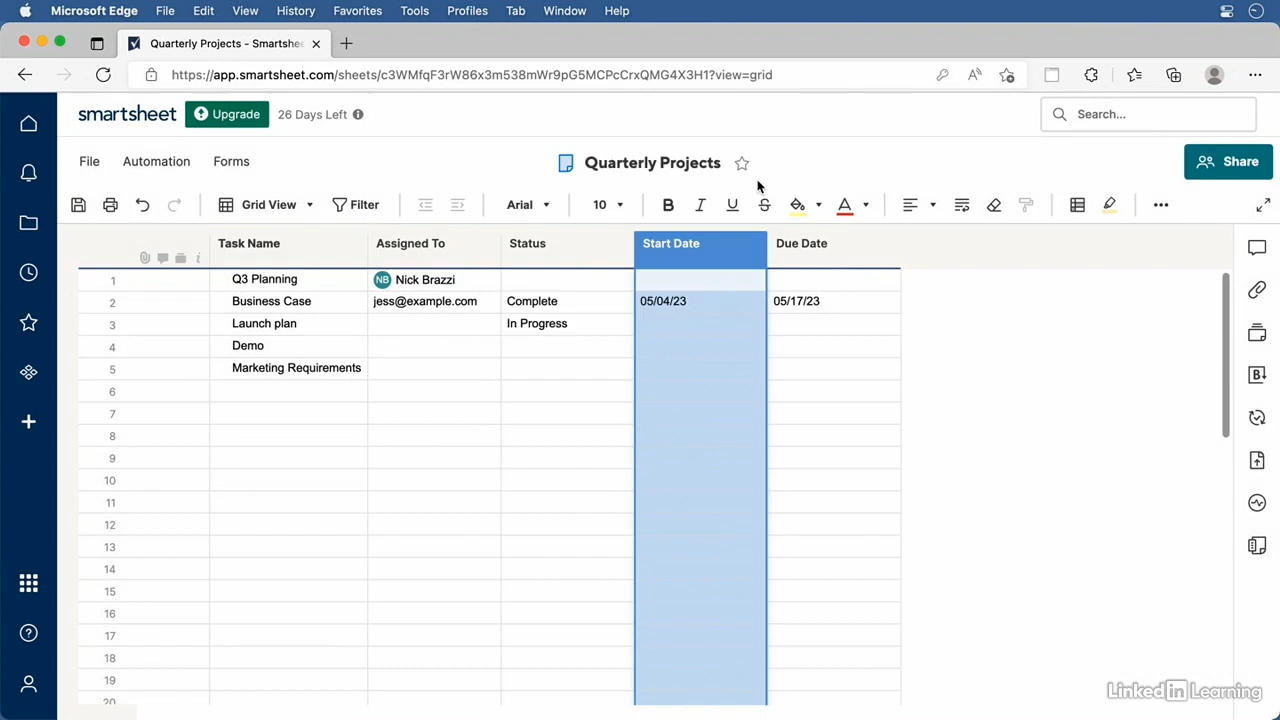 Microsoft Edge File Edit View History Favorites Tools Profiles Tab Window Help
Quarterly Projects - Smartshe
https://app.smartsheet.com/sheets/c3WMfqF3rW86x3m538mWr9pG5MCPcCrxQMG4X3H1?view=grid
smartsheet Upgrade 26 Days Left Search...
File Automation Forms Quarterly Projects Share
Grid View Filter Arial 10 B I U S A
Task Name Assigned To Status Start Date Due Date
1 Q3 Planning NB Nick Brazzi
2 Business Case jess@example.com Complete 05/04/23 05/17/23
3 Launch plan In Progress
4 Demo
5 Marketing Requirements
6
7
8
9
10
11
12
13
14
15
16
17
18
19
20
LinkedIn Learning